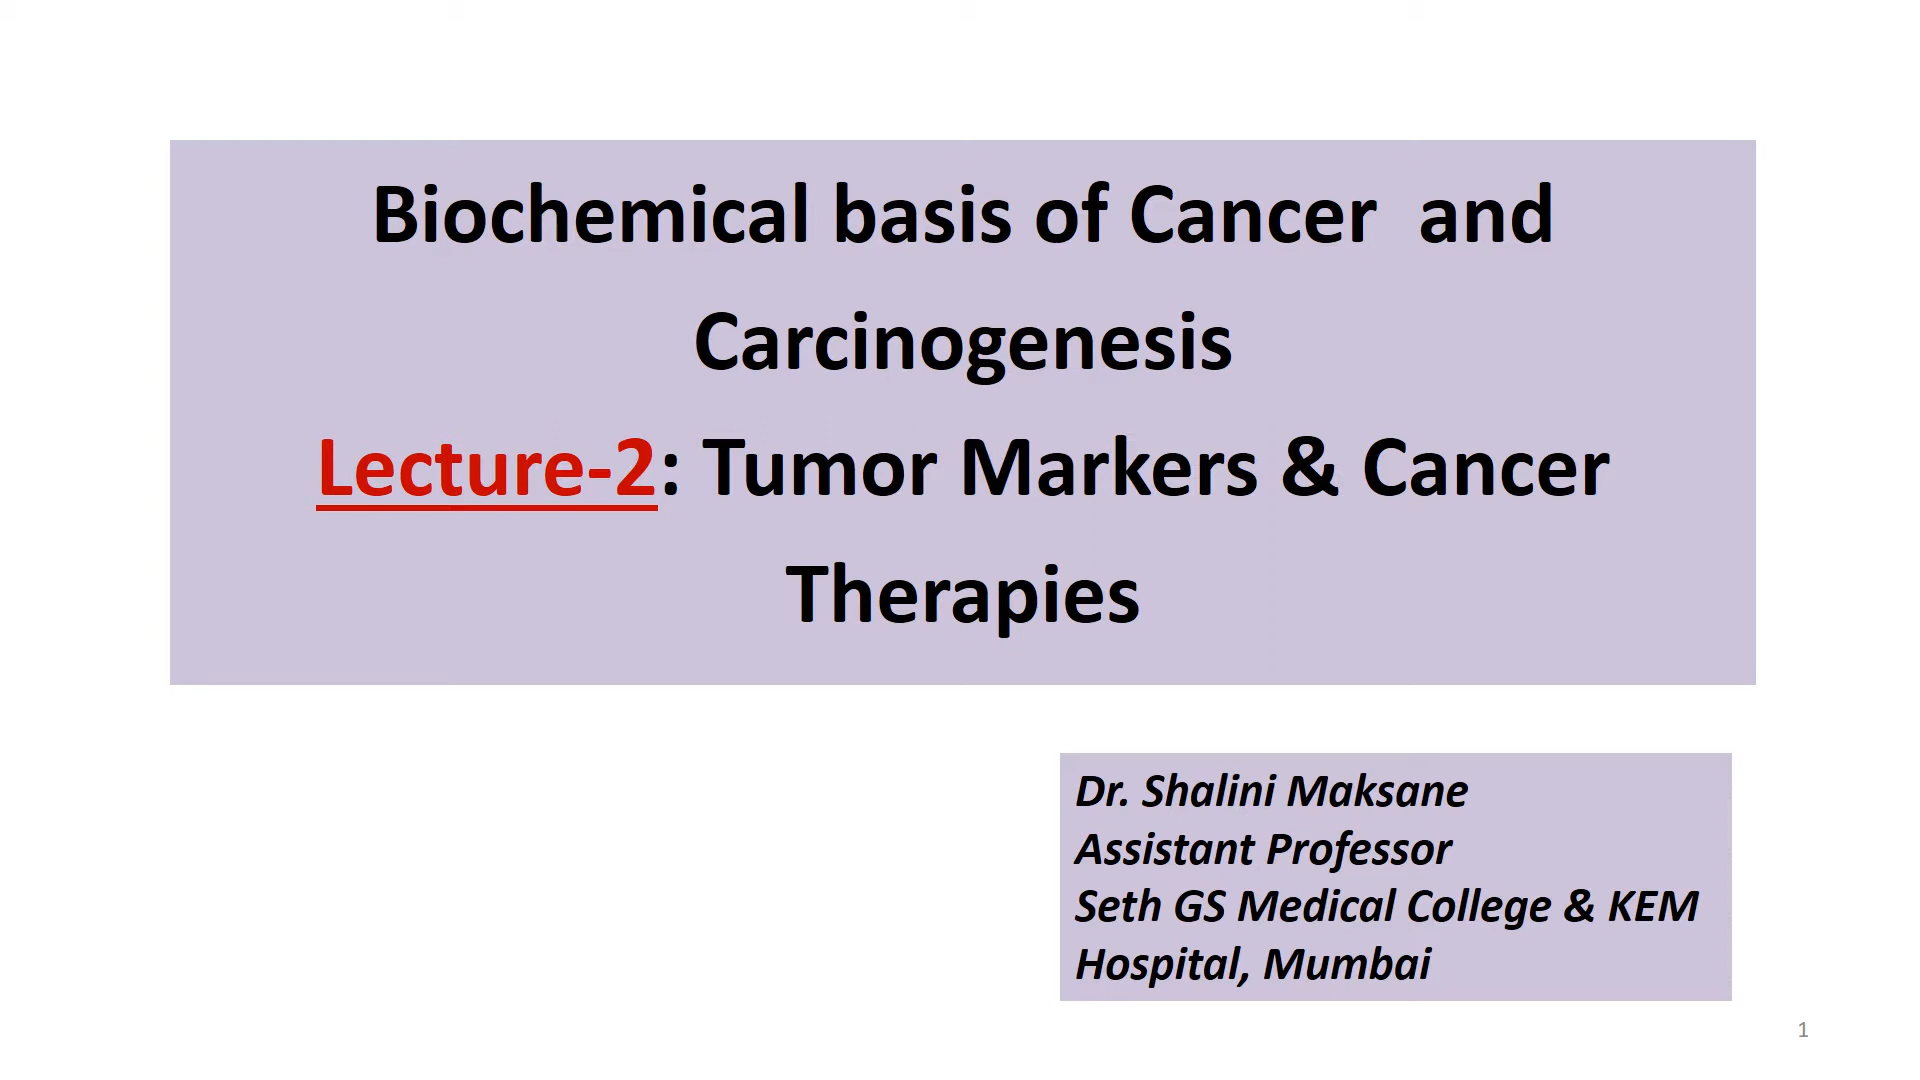 Biochemical basis of Cancer and
Carcinogenesis
Lecture-2: Tumor Markers & Cancer
Therapies
Dr. Shalini Maksane
Assistant Professor
Seth GS Medical College & KEM
Hospital, Mumbai
1